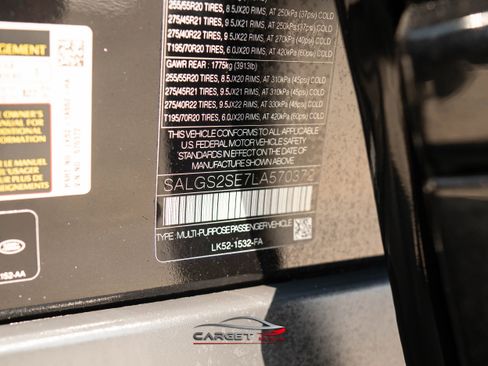 255/55R20 TIRES, 8.5JX20 RIMS, AT 250kPa (37psi) COLD
275/45R21 TIRES, 9.5JX21 RIMS, AT 250kPa (37psi) COLD
275/40R22 TIRES, 9.5JX22 RIMS, AT 270kPa (40psi) COLD
T195/70R20 TIRES, 6.0JX20 RIMS, AT 420kPa (60psi) COLD
GAWR REAR : 1775kg (3913lb)
255/55R20 TIRES, 8.5JX20 RIMS, AT 310kPa (45psi) COLD
275/45R21 TIRES, 9.5JX21 RIMS, AT 310kPa (45psi) COLD
275/40R22 TIRES, 9.5JX22 RIMS, AT 330kPa (48psi) COLD
T195/70R20 TIRES, 6.0JX20 RIMS, AT 420kPa (60psi) COLD
THIS VEHICLE CONFORMS TO ALL APPLICABLE
U.S. FEDERAL MOTOR VEHICLE SAFETY
STANDARDS IN EFFECT ON THE DATE OF
MANUFACTURE SHOWN ABOVE
SALGS2SE7LA570372
TYPE: MULTI-PURPOSE PASSENGER VEHICLE
LK52-1532-FA
AGEMENT
OWNER'S
MANUAL
ADDITIONAL
INFORMATION
LE MANUEL
152-AA
CARGET